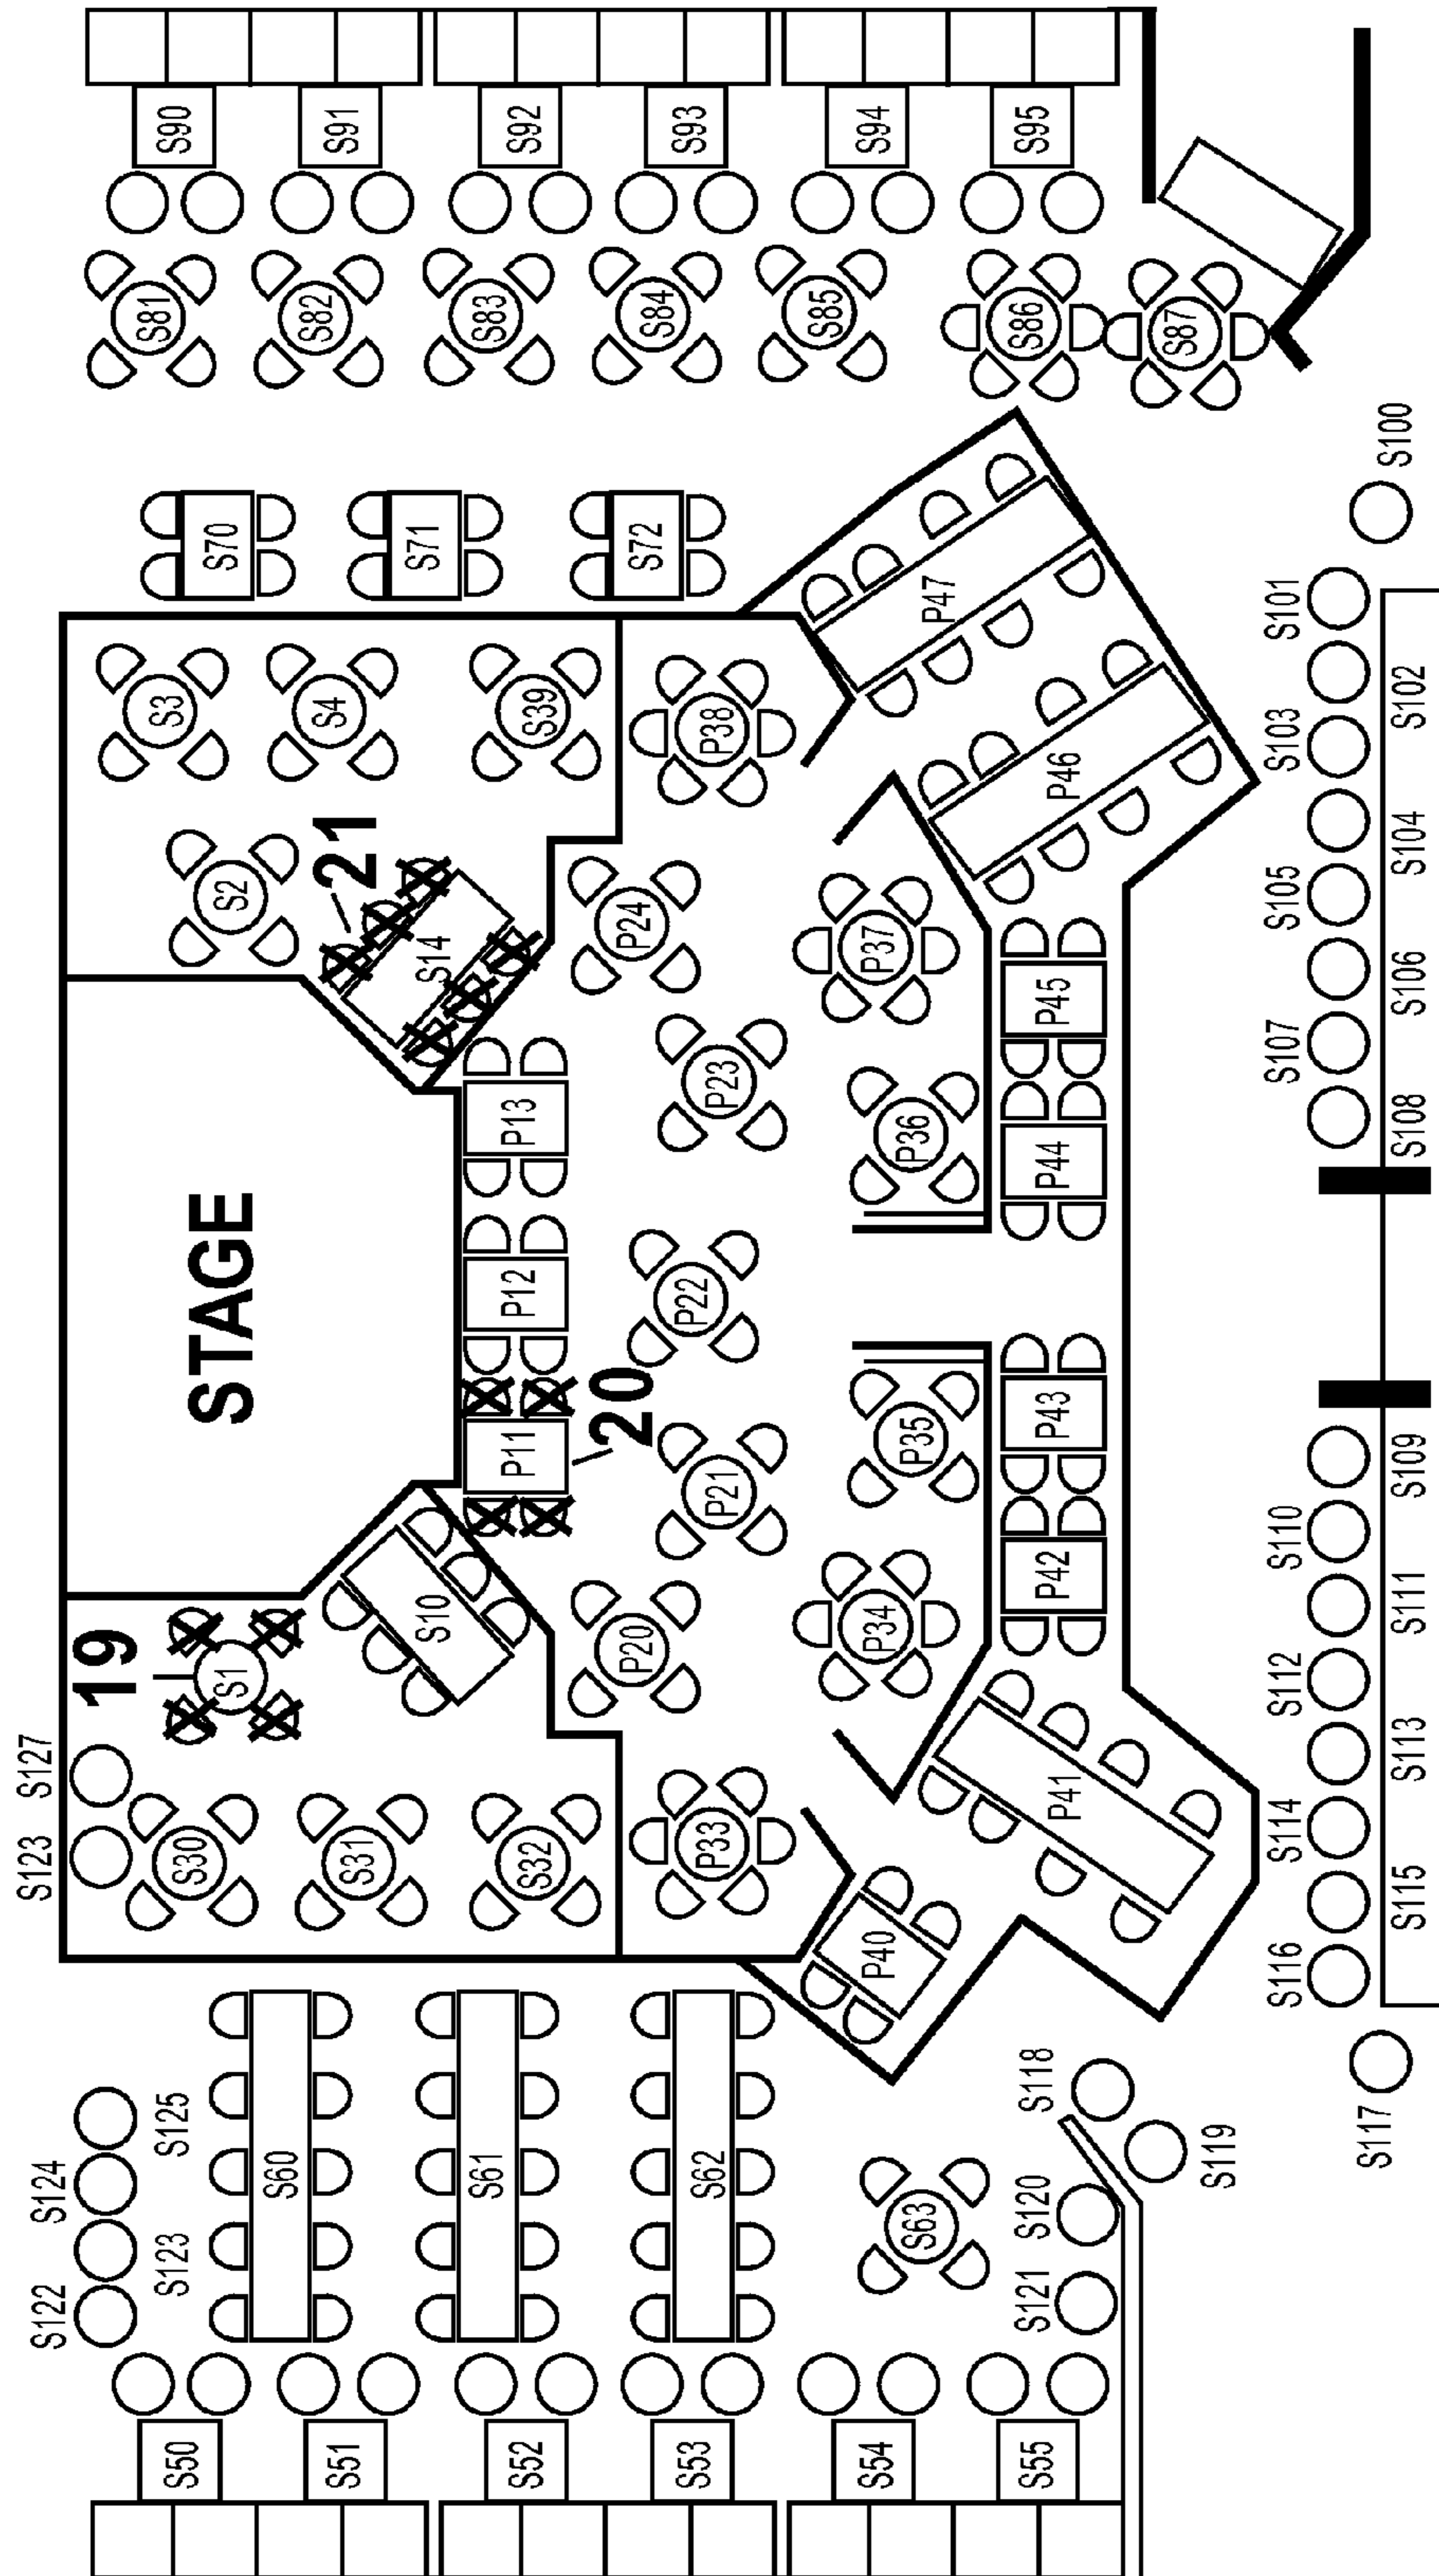 S122
S124
S123
S127
19
S123
S125
S50
S30
S3
S81
S90
STAGE
S1
S2
S70
S60
S51
S31
21
S4
S82
S91
S10
S14
S71
S61
S83
S52
S32
P11
P12
P13
S39
S92
20
P20
P24
S72
S84
S53
P22
S93
S62
P33
P21
P23
P38
S85
S54
P40
P34
P37
S94
S63
P35
P36
P47
S55
S121
S120
S118
S86
S95
P41
P42
P43
P44
P45
P46
S87
S119
S116
S114
S112
S110
S107
S105
S103
S101
S117
S115
S113
S111
S109
S108
S106
S104
S102
S100